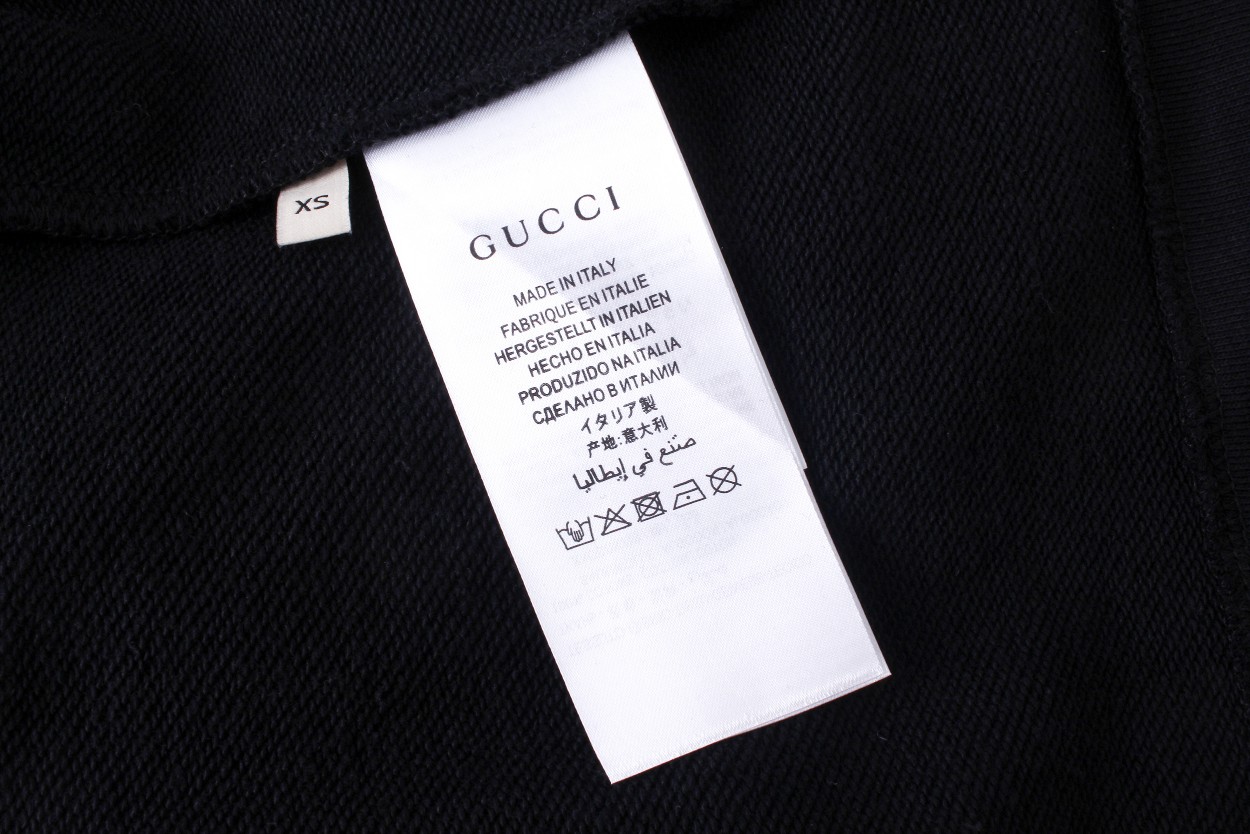 XS
GUCCI
MADE IN ITALY
FABRIQUE EN ITALIE
HERGESTELLT IN ITALIEN
HECHO EN ITALIA
PRODUZIDO NA ITALIA
СДЕЛАНО В ИТАЛИИ
イタリア製
产地:意大利
صنع في إيطاليا